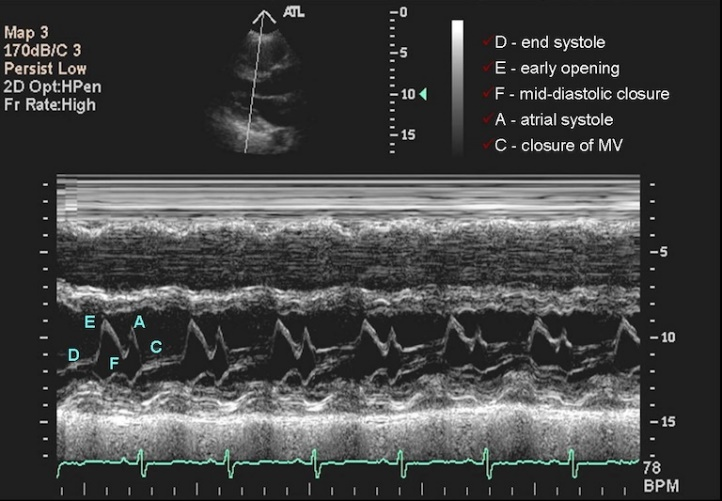 Map 3
170dB/C 3
Persist Low
2D Opt:HPen
Fr Rate:High
ATL
0
5
10
15
D - end systole
E - early opening
F - mid-diastolic closure
A - atrial systole
C - closure of MV
5
10
15
E
A
D
F
C
78
BPM